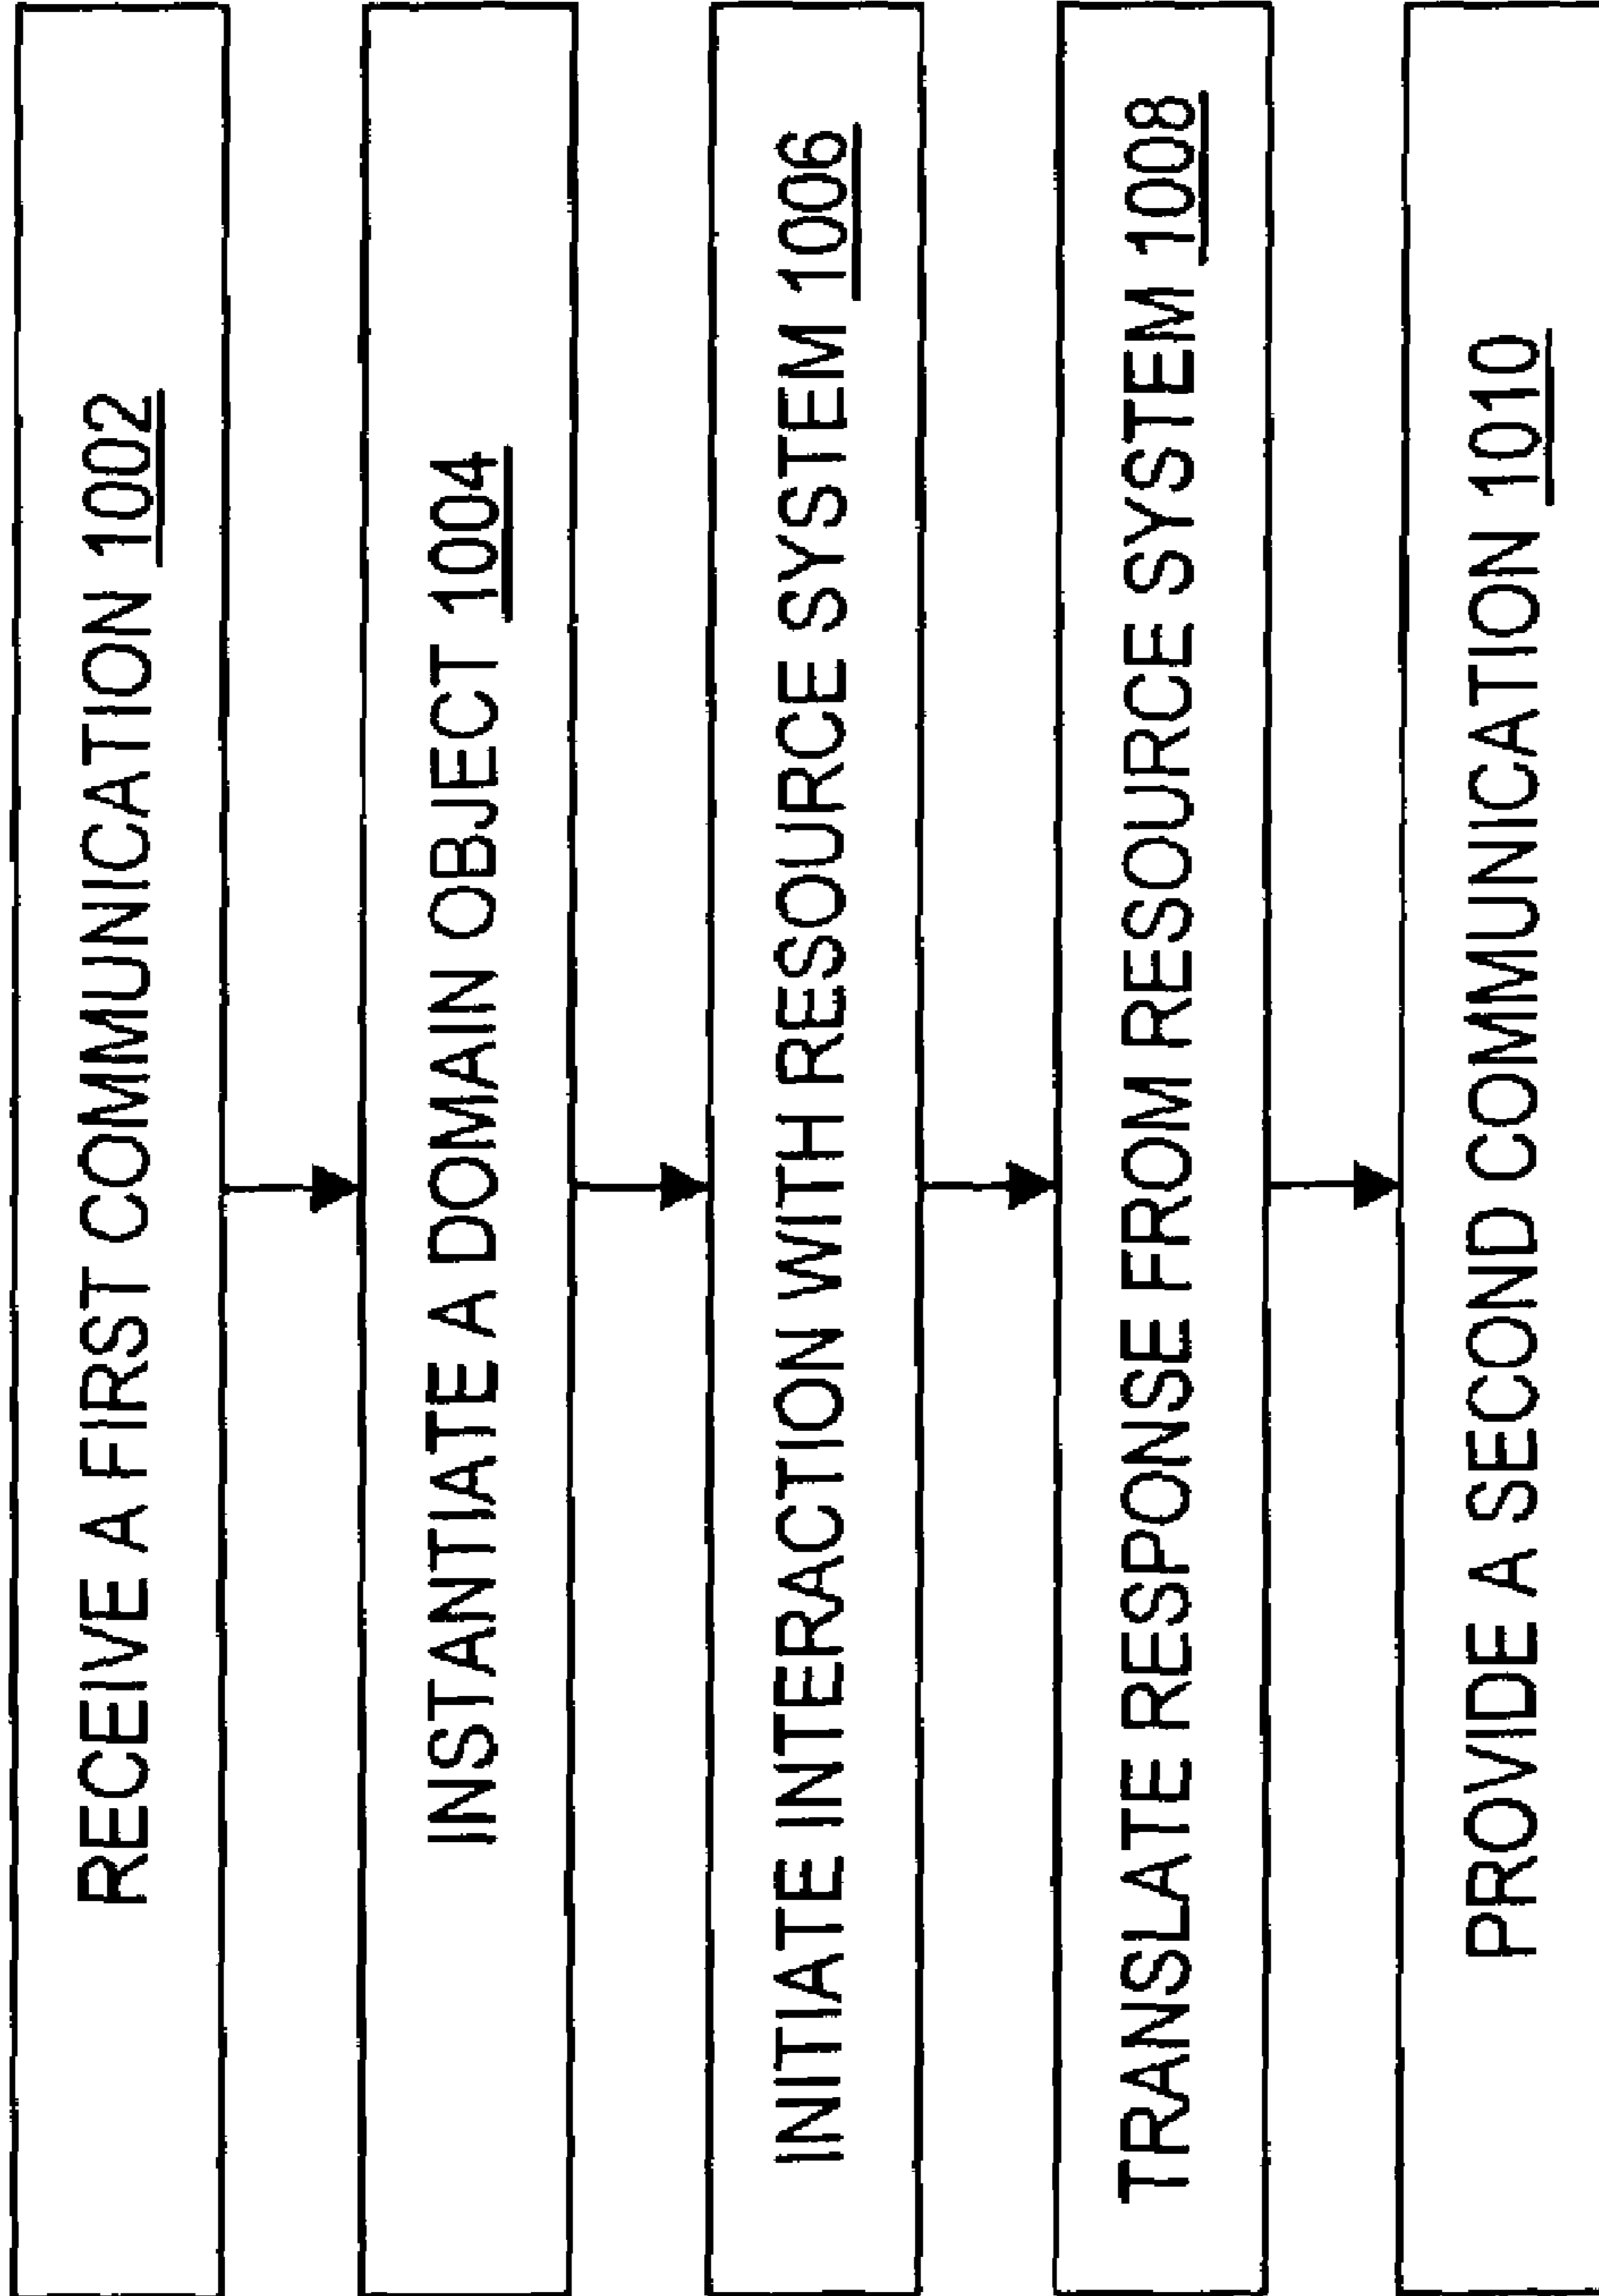 RECEIVE A FIRST COMMUNICATION 1002
INSTANTIATE A DOMAIN OBJECT 1004
INITIATE INTERACTION WITH RESOURCE SYSTEM 1006
TRANSLATE RESPONSE FROM RESOURCE SYSTEM 1008
PROVIDE A SECOND COMMUNICATION 1010